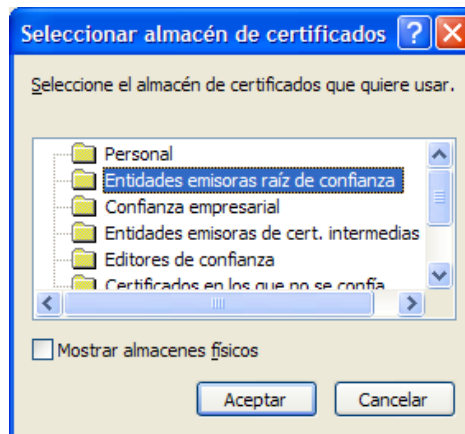 Seleccionar almacén de certificados
Seleccione el almacén de certificados que quiere usar.
Personal
Entidades emisoras raíz de confianza
Confianza empresarial
Entidades emisoras de cert. intermedias
Editores de confianza
Certificados en los que no se confía
Mostrar almacenes físicos
Aceptar
Cancelar